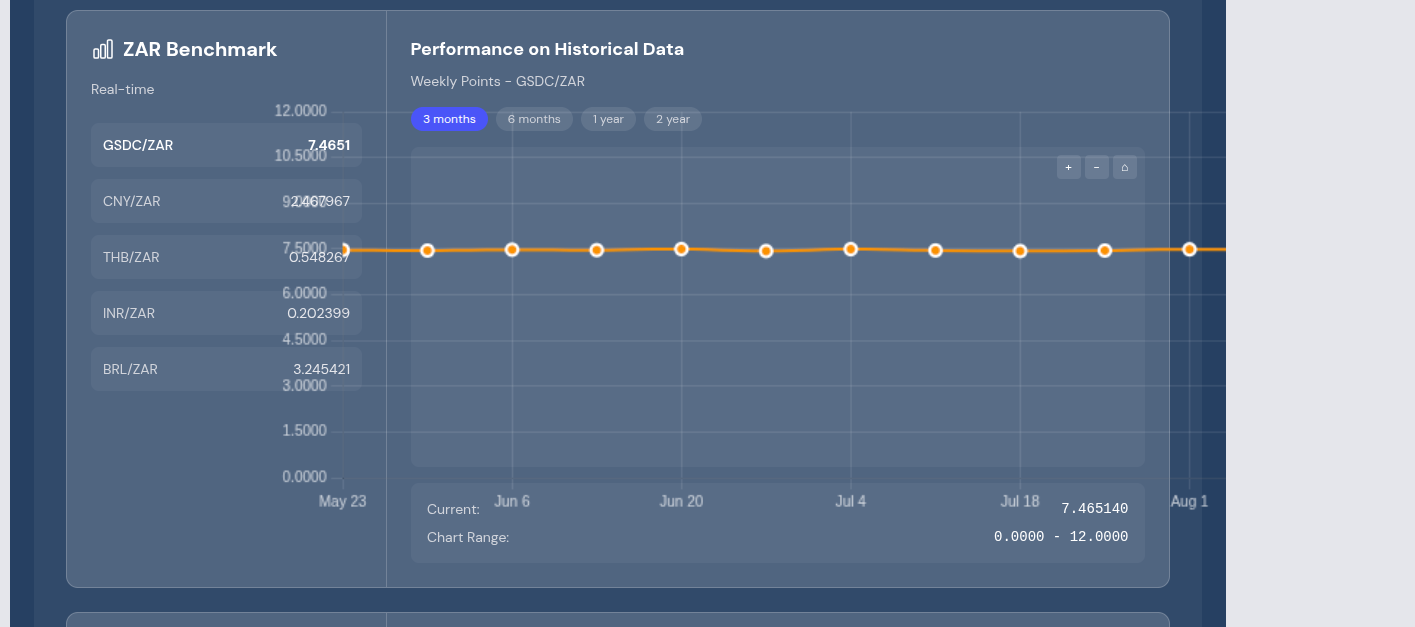 ZAR Benchmark
Real-time
GSDC/ZAR 7.4651
CNY/ZAR 2.467967
THB/ZAR 0.548267
INR/ZAR 0.202399
BRL/ZAR 3.245421
Performance on Historical Data
Weekly Points - GSDC/ZAR
3 months 6 months 1 year 2 year
+ - ⌂
12.0000
10.5000
9.0000
7.5000
6.0000
4.5000
3.0000
1.5000
0.0000
May 23 Jun 6 Jun 20 Jul 4 Jul 18 Aug 1
Current: 7.465140
Chart Range: 0.0000 - 12.0000